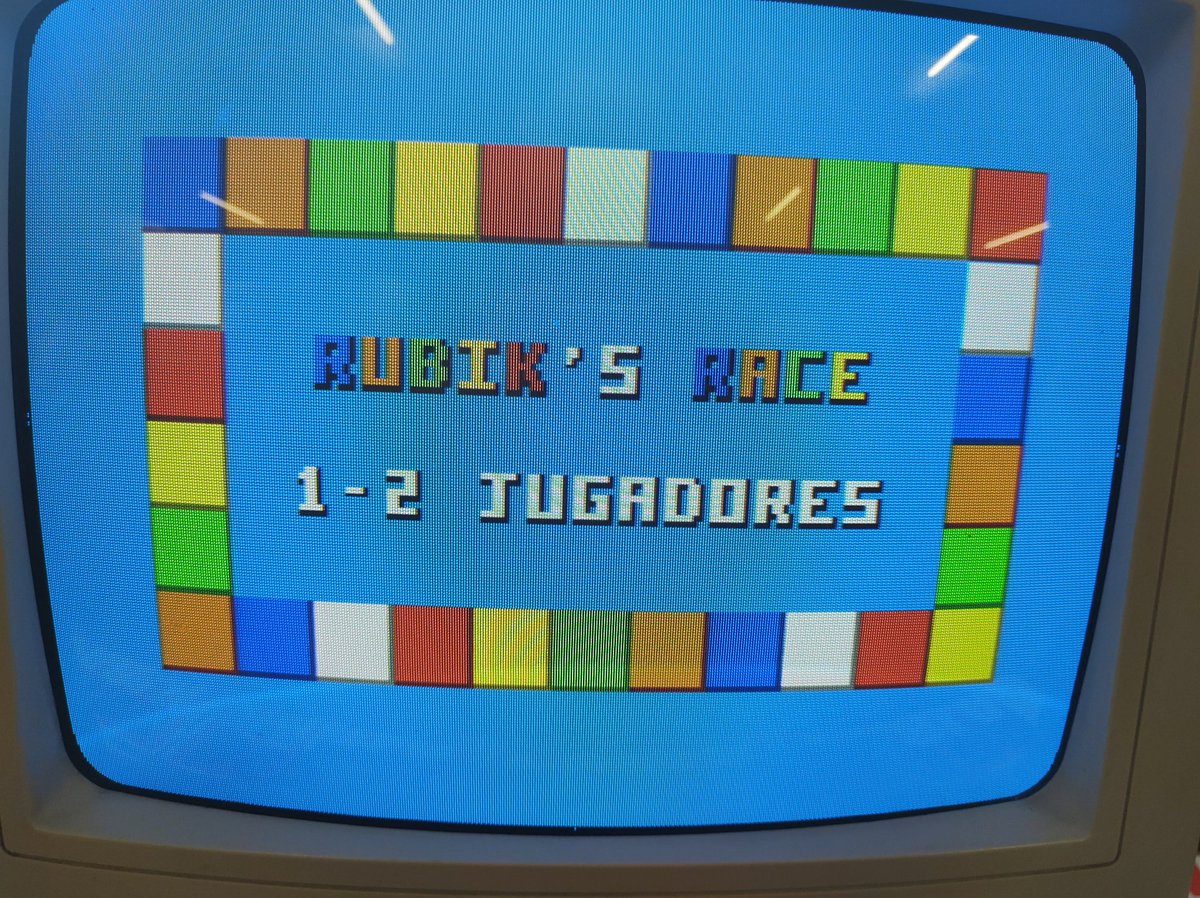 RUBIK'S RACE
1-2 JUGADORES